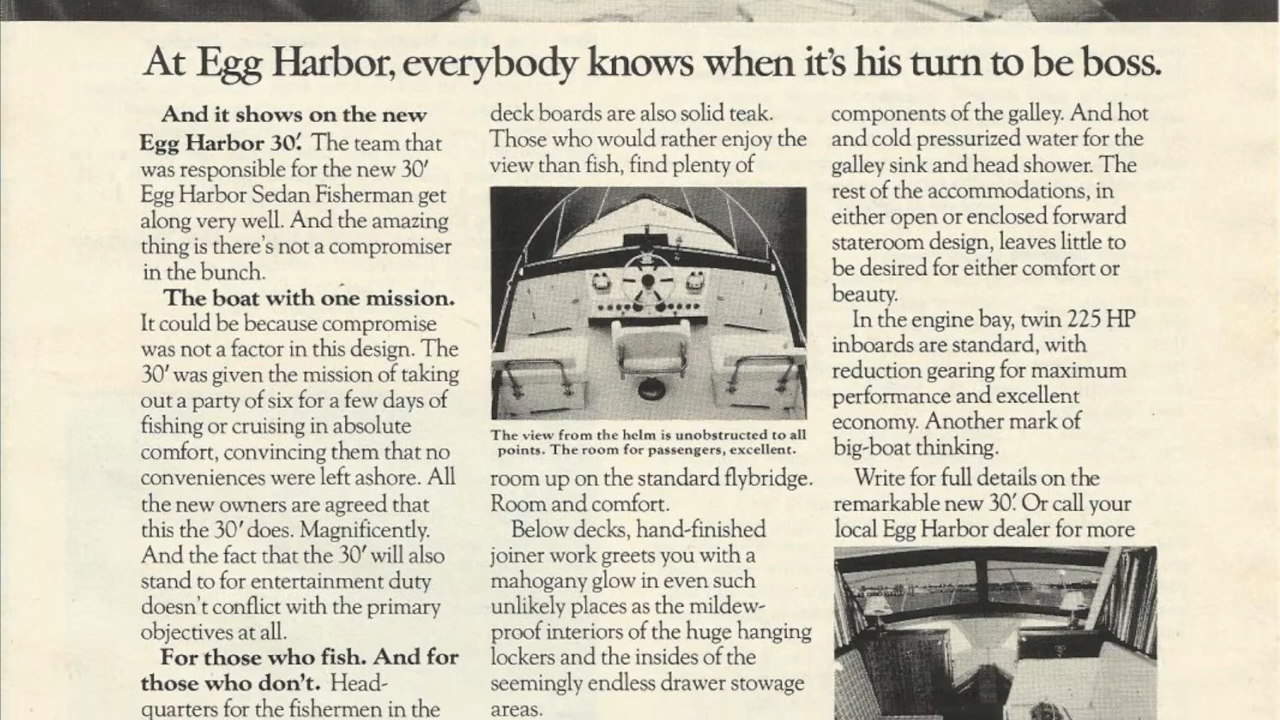 At Egg Harbor, everybody knows when it's his turn to be boss.
And it shows on the new
Egg Harbor 30'. The team that
was responsible for the new 30'
Egg Harbor Sedan Fisherman get
along very well. And the amazing
thing is there's not a compromiser
in the bunch.
The boat with one mission.
It could be because compromise
was not a factor in this design. The
30' was given the mission of taking
out a party of six for a few days of
fishing or cruising in absolute
comfort, convincing them that no
conveniences were left ashore. All
the new owners are agreed that
this the 30' does. Magnificently.
And the fact that the 30' will also
stand to for entertainment duty
doesn't conflict with the primary
objectives at all.
For those who fish. And for
those who don't. Head-
quarters for the fishermen in the
deck boards are also solid teak.
Those who would rather enjoy the
view than fish, find plenty of
The view from the helm is unobstructed to all
points. The room for passengers, excellent.
room up on the standard flybridge.
Room and comfort.
Below decks, hand-finished
joiner work greets you with a
mahogany glow in even such
unlikely places as the mildew-
proof interiors of the huge hanging
lockers and the insides of the
seemingly endless drawer stowage
areas.
components of the galley. And hot
and cold pressurized water for the
galley sink and head shower. The
rest of the accommodations, in
either open or enclosed forward
stateroom design, leaves little to
be desired for either comfort or
beauty.
In the engine bay, twin 225 HP
inboards are standard, with
reduction gearing for maximum
performance and excellent
economy. Another mark of
big-boat thinking.
Write for full details on the
remarkable new 30'. Or call your
local Egg Harbor dealer for more